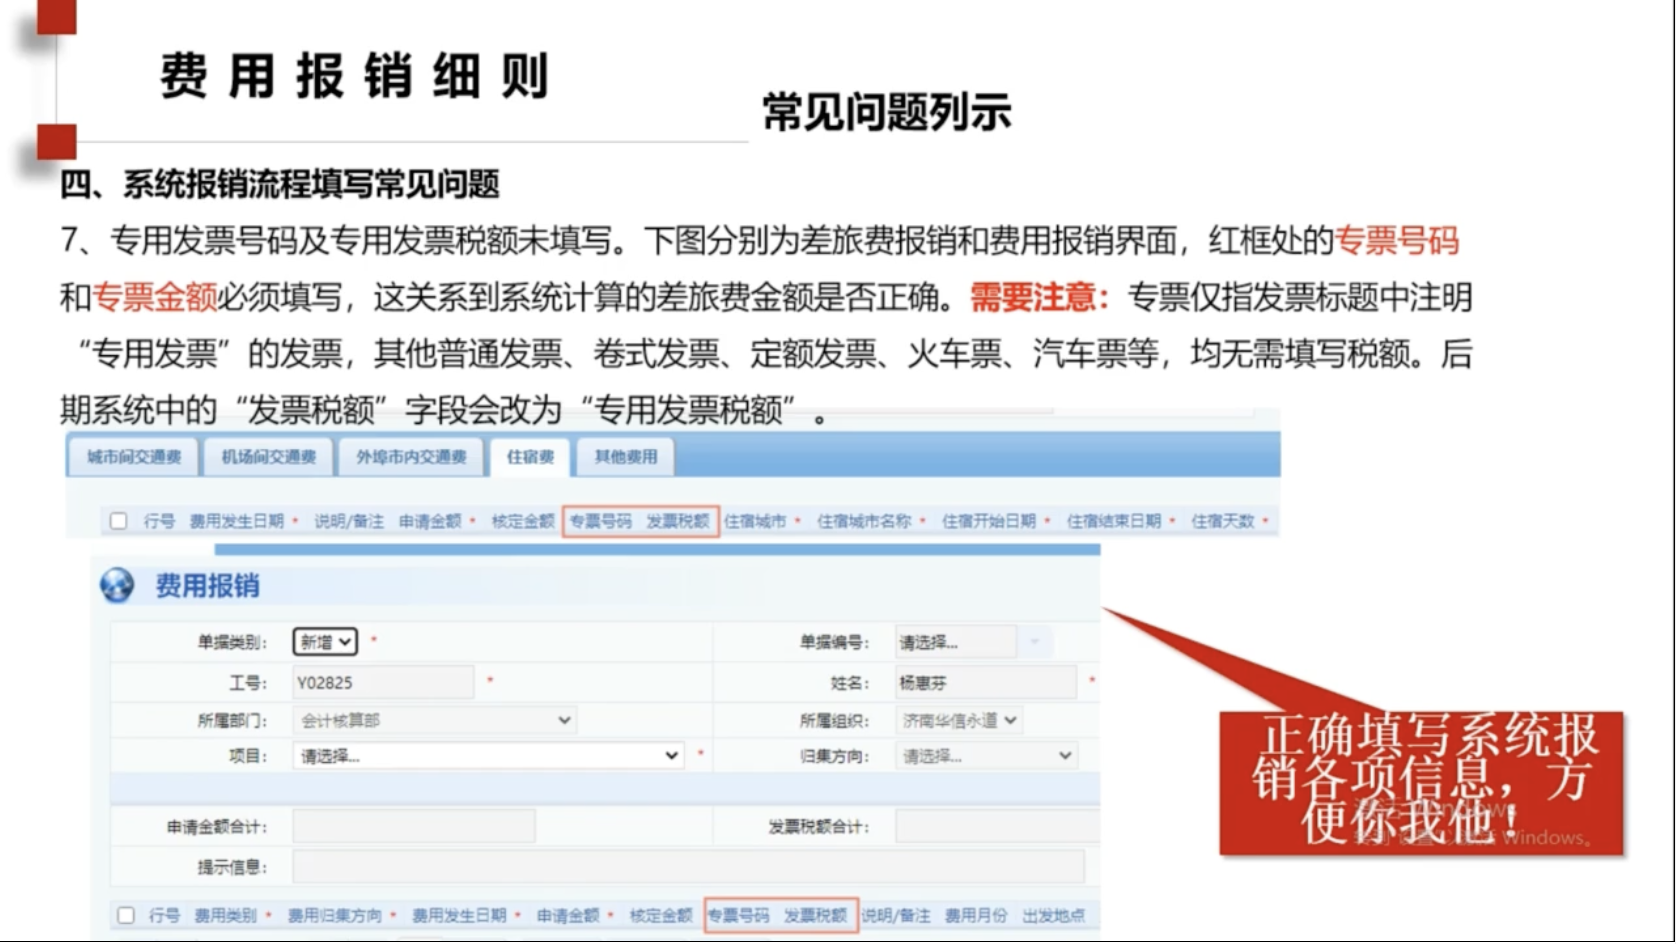 费用报销细则
常见问题列示
四、系统报销流程填写常见问题
7、专用发票号码及专用发票税额未填写。下图分别为差旅费报销和费用报销界面，红框处的专票号码
和专票金额必须填写，这关系到系统计算的差旅费金额是否正确。需要注意：专票仅指发票标题中注明
“专用发票”的发票，其他普通发票、卷式发票、定额发票、火车票、汽车票等，均无需填写税额。后
期系统中的“发票税额”字段会改为“专用发票税额”。
城市间交通费 机场间交通费 外埠市内交通费 住宿费 其他费用
行号 费用发生日期 * 说明/备注 申请金额 * 核定金额 专票号码 发票税额 住宿城市 * 住宿城市名称 * 住宿开始日期 * 住宿结束日期 * 住宿天数 *
费用报销
单据类别： 新增 * 单据编号： 请选择...
工号： Y02825 * 姓名： 杨惠芬 *
所属部门： 会计核算部 所属组织： 济南华信永道
项目： 请选择... * 归集方向： 请选择...
申请金额合计： 发票税额合计：
提示信息：
行号 费用类别 * 费用归集方向 * 费用发生日期 * 申请金额 * 核定金额 专票号码 发票税额 说明/备注 费用月份 出发地点
正确填写系统报
销各项信息，方
便你我他！
激活 Windows
转到“设置”以激活 Windows。